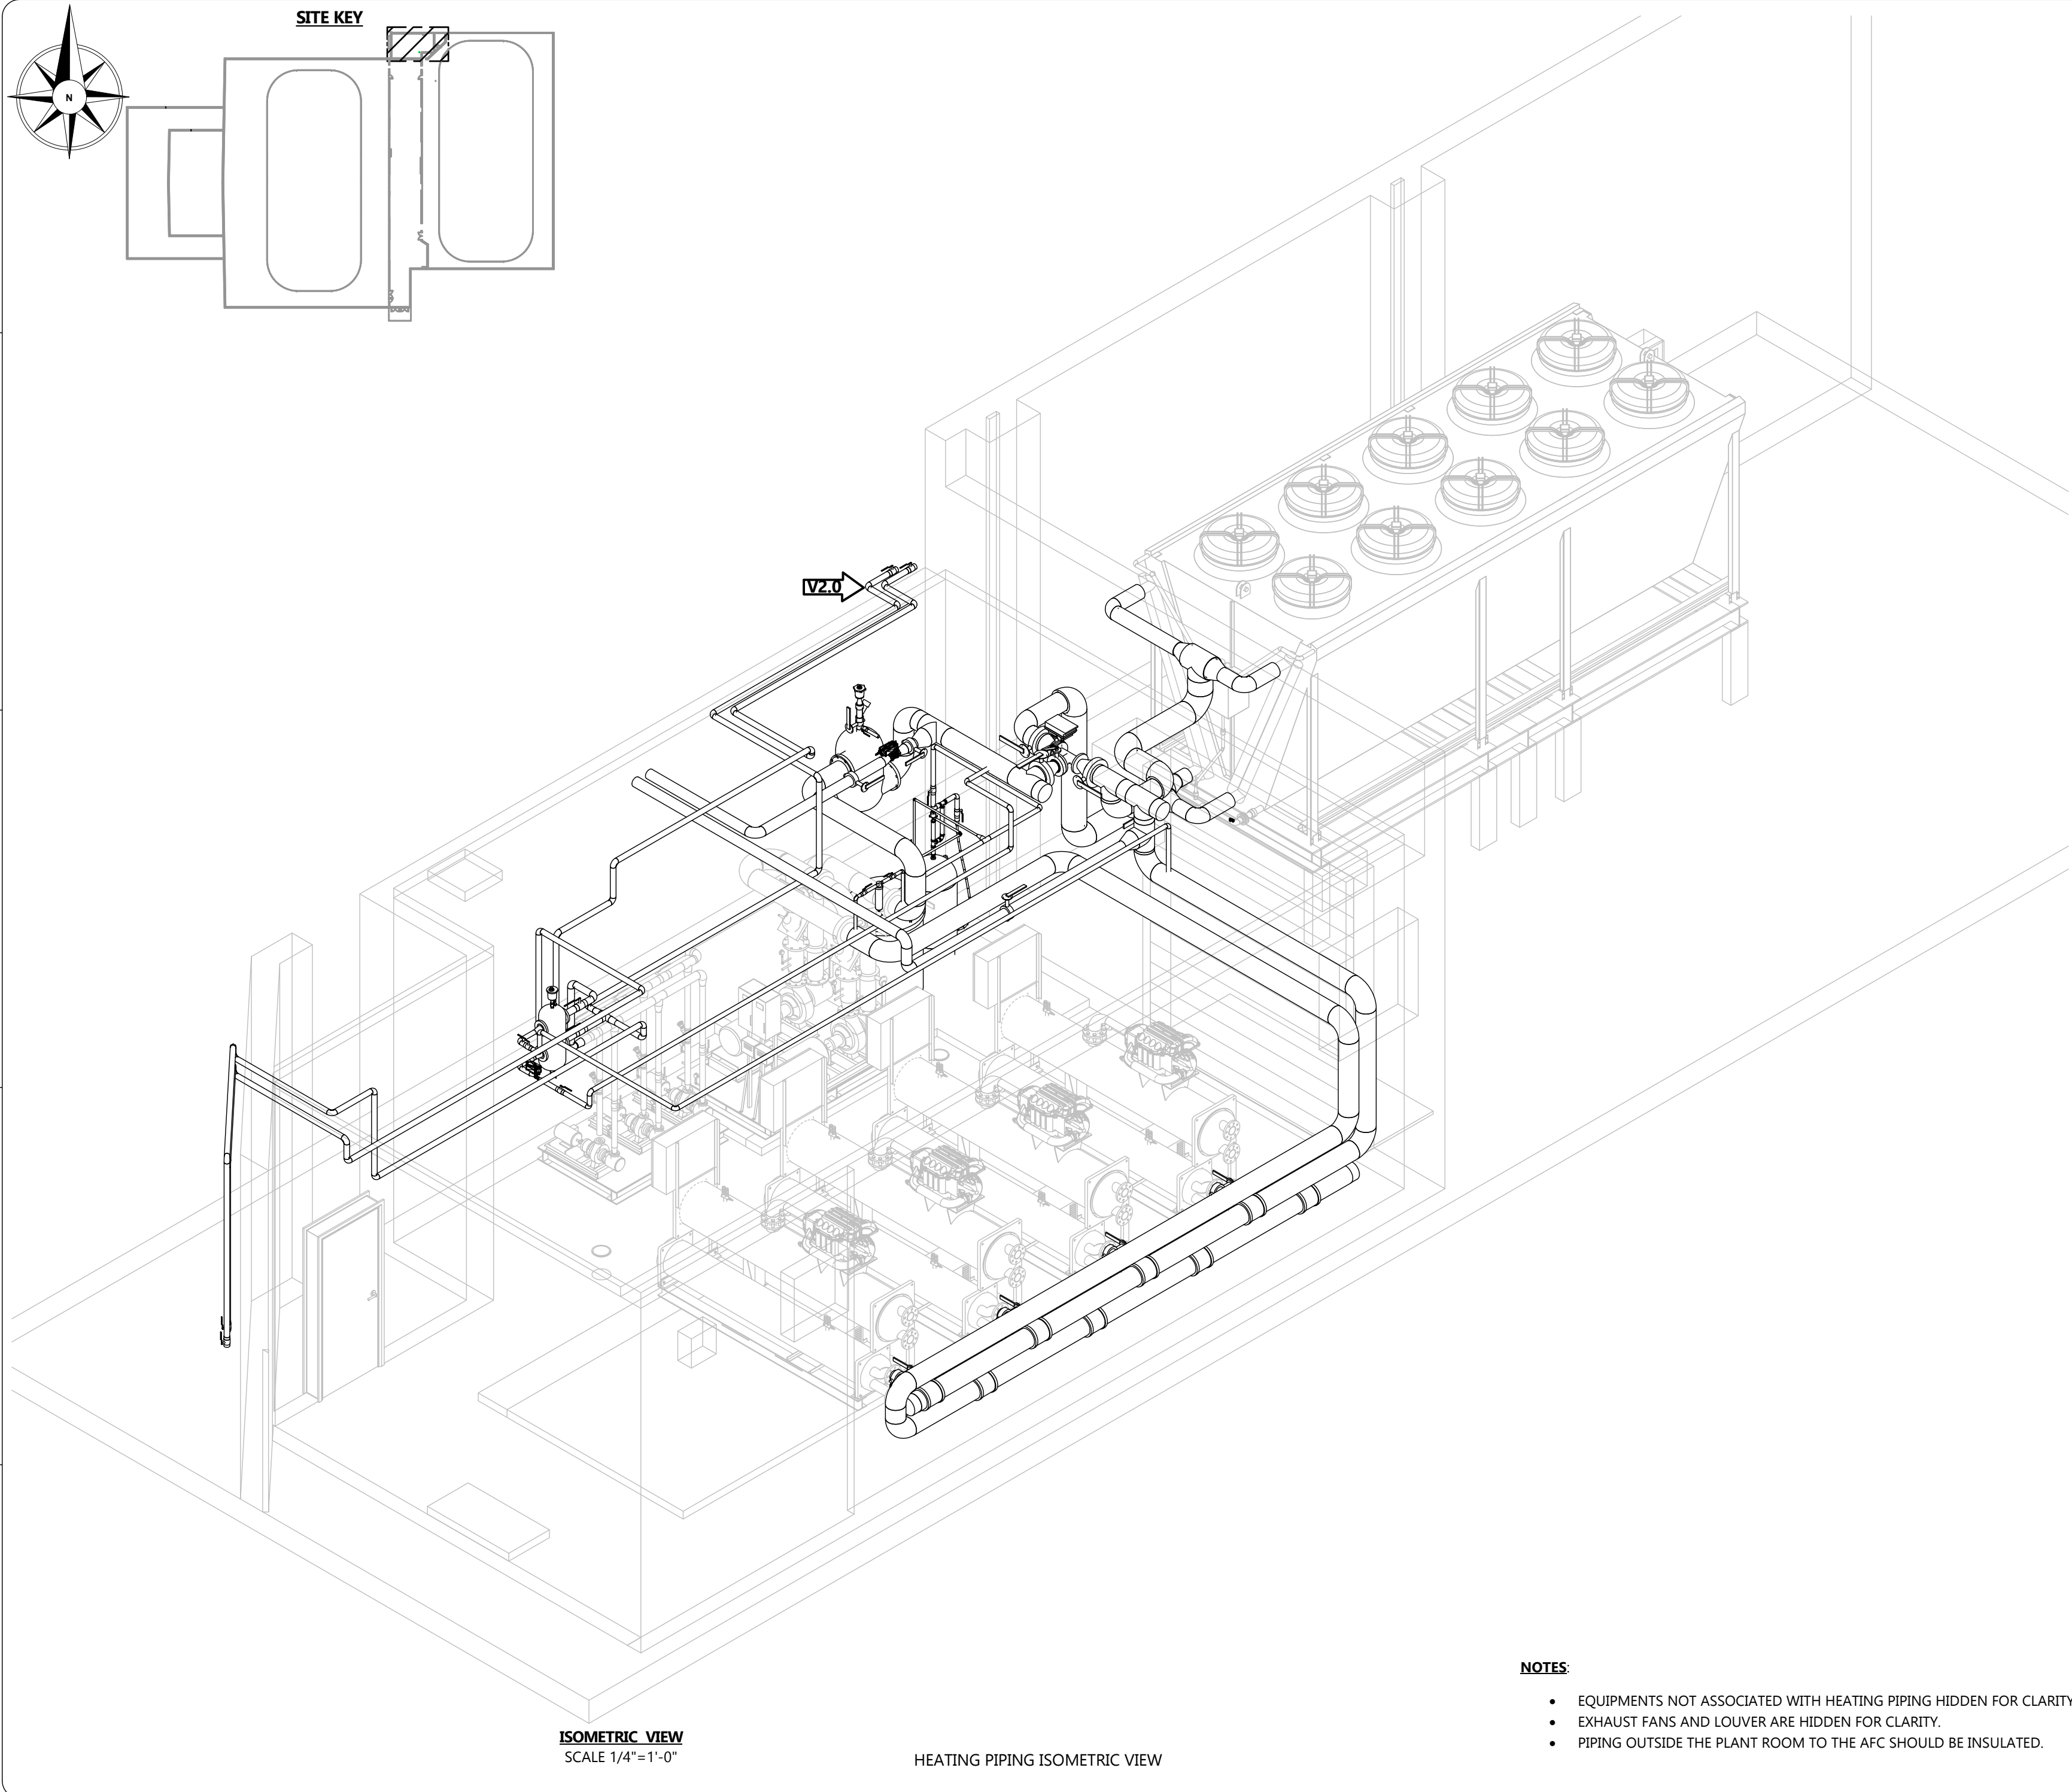 SITE KEY
N
V2.0
NOTES:
• EQUIPMENTS NOT ASSOCIATED WITH HEATING PIPING HIDDEN FOR CLARITY
• EXHAUST FANS AND LOUVER ARE HIDDEN FOR CLARITY.
• PIPING OUTSIDE THE PLANT ROOM TO THE AFC SHOULD BE INSULATED.
ISOMETRIC VIEW
SCALE 1/4"=1'-0"
HEATING PIPING ISOMETRIC VIEW